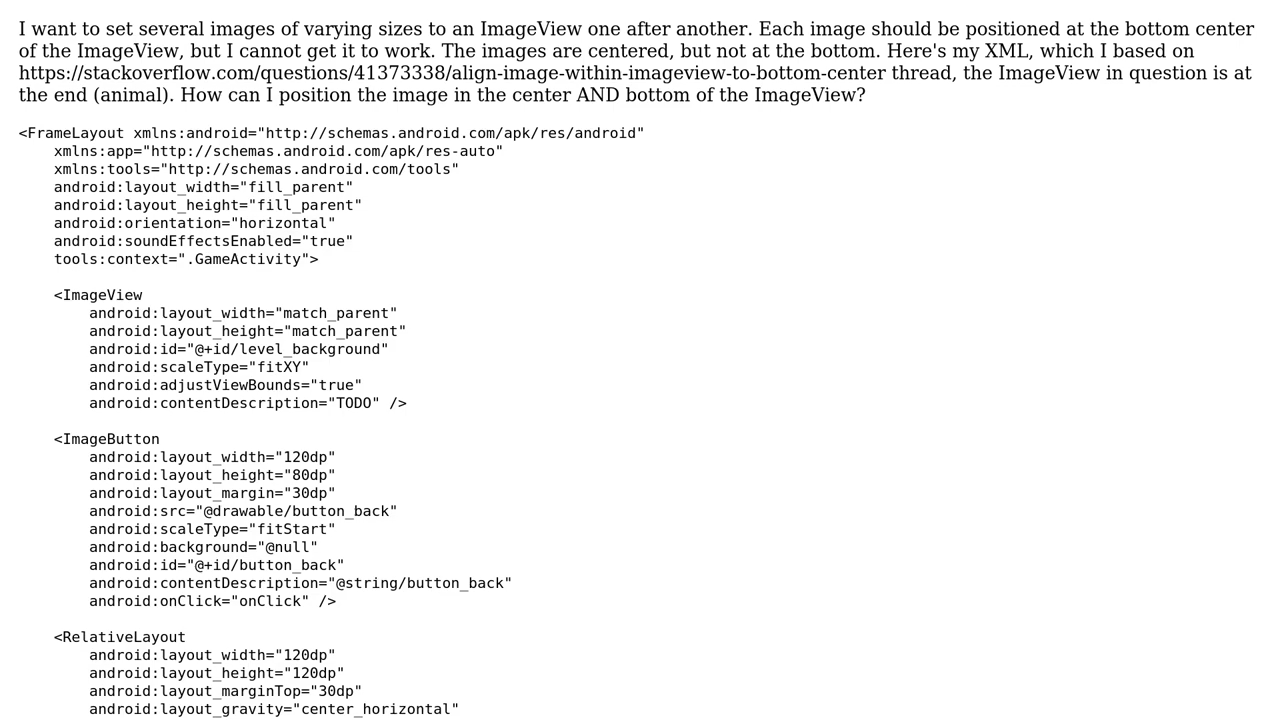 I want to set several images of varying sizes to an ImageView one after another. Each image should be positioned at the bottom center
of the ImageView, but I cannot get it to work. The images are centered, but not at the bottom. Here's my XML, which I based on
https://stackoverflow.com/questions/41373338/align-image-within-imageview-to-bottom-center thread, the ImageView in question is at
the end (animal). How can I position the image in the center AND bottom of the ImageView?
<FrameLayout xmlns:android="http://schemas.android.com/apk/res/android"
    xmlns:app="http://schemas.android.com/apk/res-auto"
    xmlns:tools="http://schemas.android.com/tools"
    android:layout_width="fill_parent"
    android:layout_height="fill_parent"
    android:orientation="horizontal"
    android:soundEffectsEnabled="true"
    tools:context=".GameActivity">
    <ImageView
        android:layout_width="match_parent"
        android:layout_height="match_parent"
        android:id="@+id/level_background"
        android:scaleType="fitXY"
        android:adjustViewBounds="true"
        android:contentDescription="TODO" />
    <ImageButton
        android:layout_width="120dp"
        android:layout_height="80dp"
        android:layout_margin="30dp"
        android:src="@drawable/button_back"
        android:scaleType="fitStart"
        android:background="@null"
        android:id="@+id/button_back"
        android:contentDescription="@string/button_back"
        android:onClick="onClick" />
    <RelativeLayout
        android:layout_width="120dp"
        android:layout_height="120dp"
        android:layout_marginTop="30dp"
        android:layout_gravity="center_horizontal"